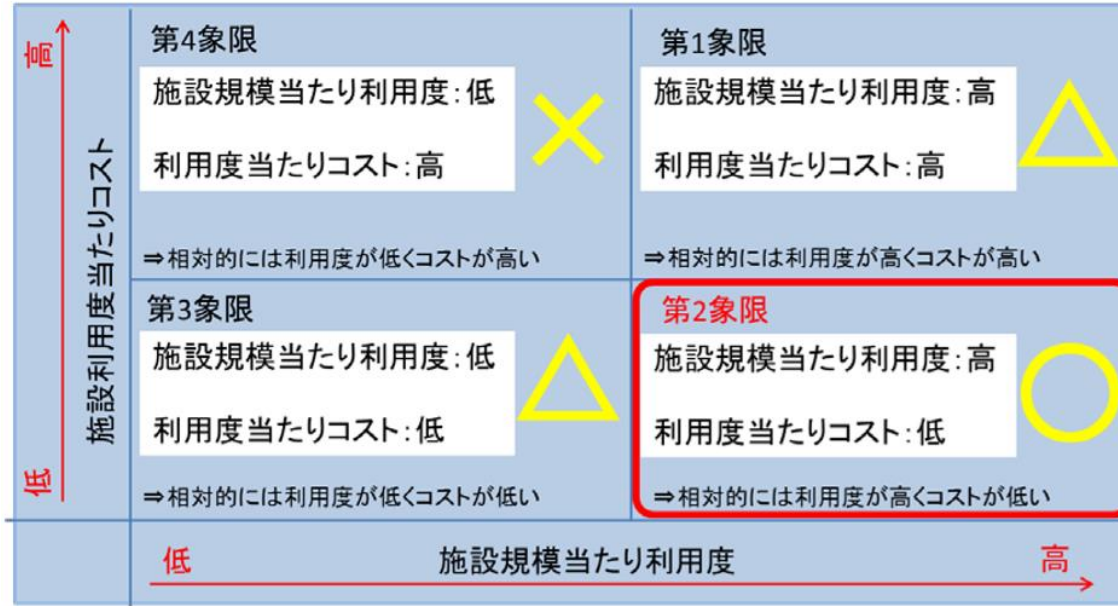 高
低
施設利用度当たりコスト
第4象限
施設規模当たり利用度：低
利用度当たりコスト：高
⇒相対的には利用度が低くコストが高い
第1象限
施設規模当たり利用度：高
利用度当たりコスト：高
⇒相対的には利用度が高くコストが高い
第3象限
施設規模当たり利用度：低
利用度当たりコスト：低
⇒相対的には利用度が低くコストが低い
第2象限
施設規模当たり利用度：高
利用度当たりコスト：低
⇒相対的には利用度が高くコストが低い
低
施設規模当たり利用度
高